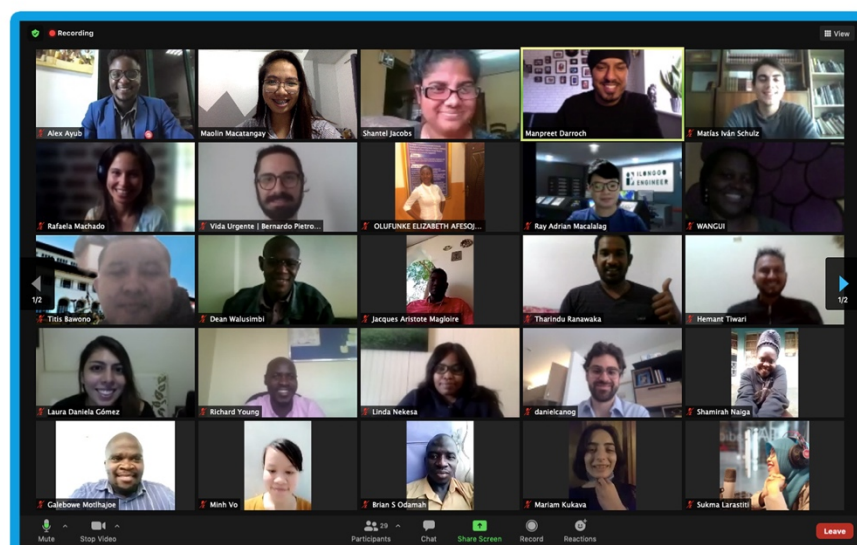 Recording
View
Alex Ayub
Maolin Macatangay
Shantel Jacobs
Manpreet Darroch
Matías Iván Schulz
Rafaela Machado
Vida Urgente | Bernardo Pietro...
OLUFUNKE ELIZABETH AFESOJ...
ILONGGO
ENGINEER
Ray Adrian Macalalag
WANGUI
1/2
1/2
Titis Bawono
Dean Walusimbi
Jacques Aristote Magloire
Tharindu Ranawaka
Hemant Tiwari
Laura Daniela Gómez
Richard Young
Linda Nekesa
danielcanog
Shamirah Naiga
Galebowe Motlhajoe
Minh Vo
Brian S Odamah
Mariam Kukava
Sukma Larastiti
Mute
Stop Video
Participants
29
Chat
Share Screen
Record
Reactions
Leave